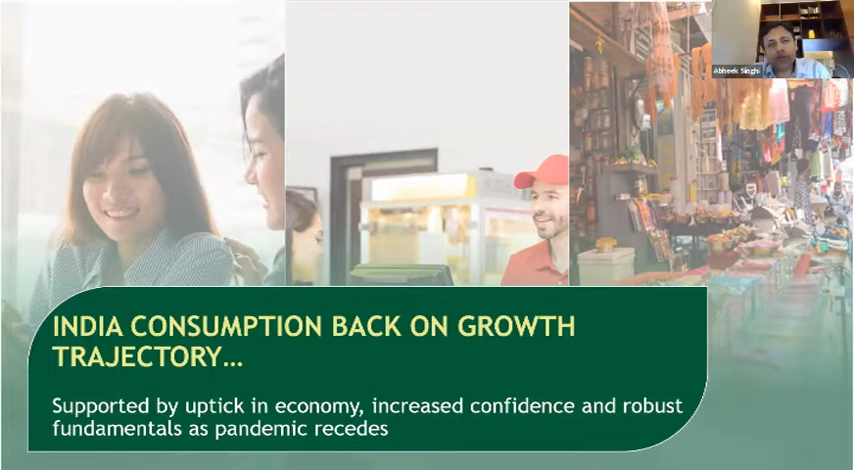 Abheek Singhi
INDIA CONSUMPTION BACK ON GROWTH
TRAJECTORY...
Supported by uptick in economy, increased confidence and robust
fundamentals as pandemic recedes